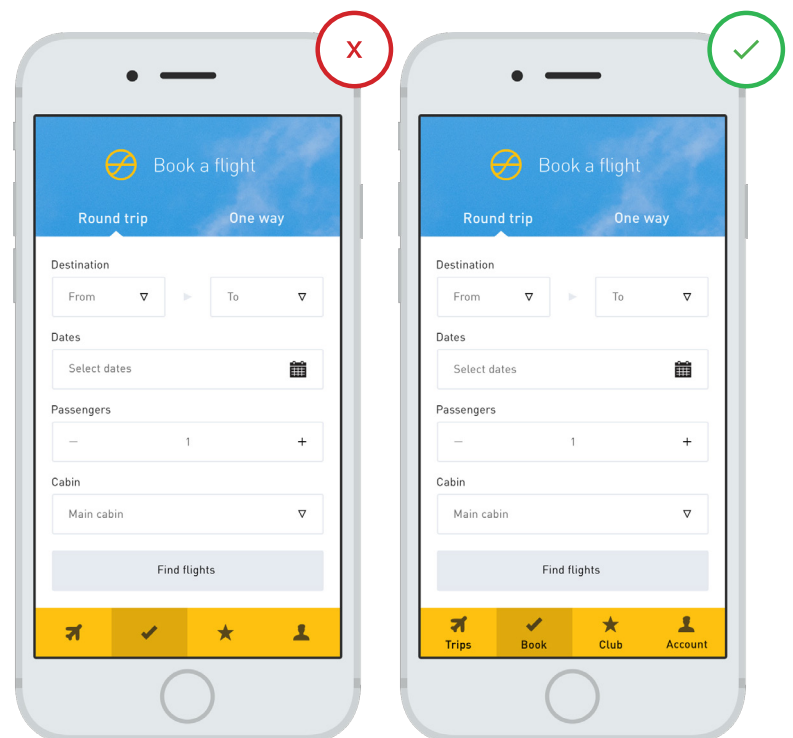 X
Book a flight
Round trip One way
Destination
From To
Dates
Select dates
Passengers
— 1 +
Cabin
Main cabin
Find flights
Book a flight
Round trip One way
Destination
From To
Dates
Select dates
Passengers
— 1 +
Cabin
Main cabin
Find flights
Trips Book Club Account